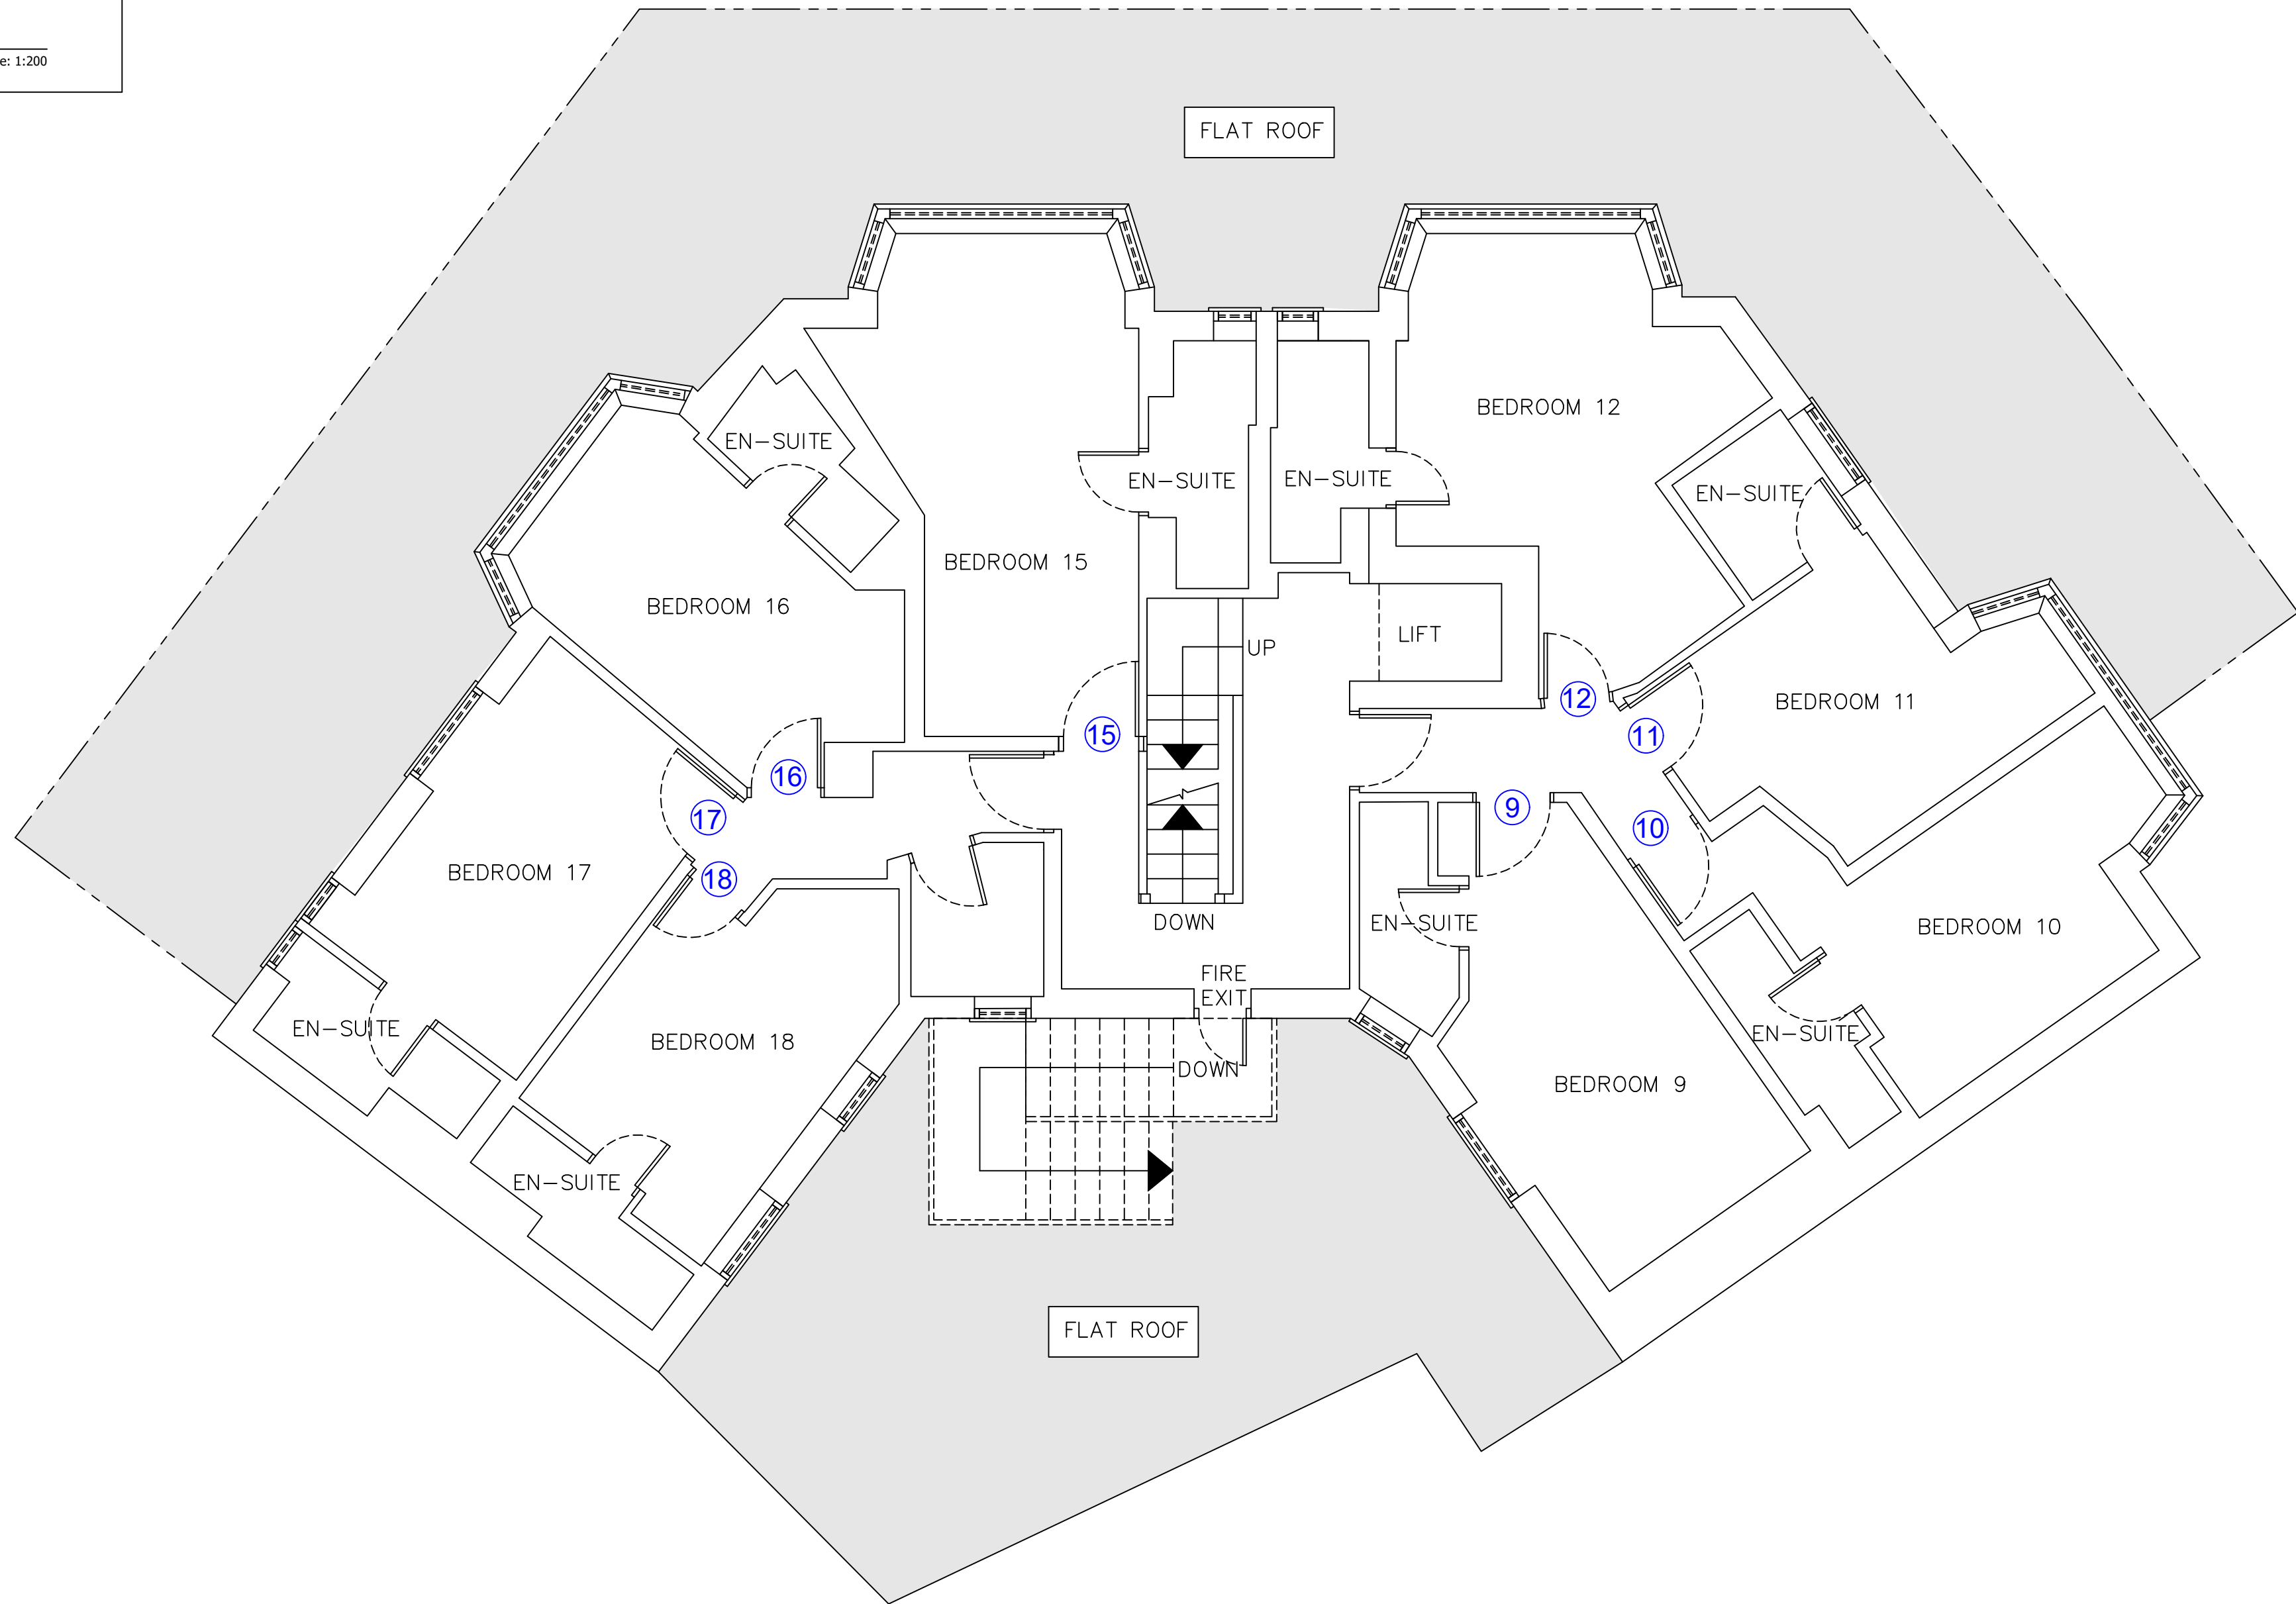 e: 1:200
FLAT ROOF
BEDROOM 12
EN-SUITE
EN-SUITE
EN-SUITE
EN-SUITE
BEDROOM 15
BEDROOM 16
LIFT
UP
12
BEDROOM 11
11
15
16
9
17
10
BEDROOM 17
18
DOWN
EN-SUITE
BEDROOM 10
FIRE
EXIT
EN-SUITE
EN-SUITE
BEDROOM 18
DOWN
BEDROOM 9
EN-SUITE
FLAT ROOF